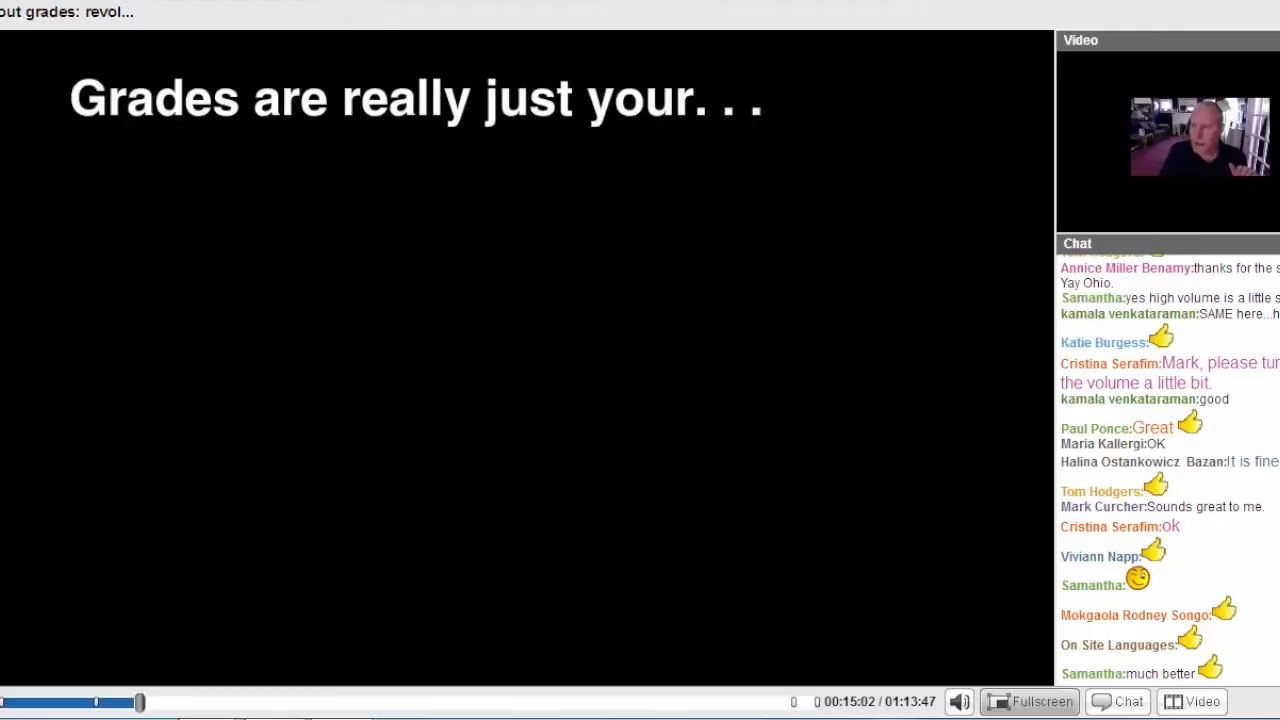 out grades: revol...
Grades are really just your. . .
Video
Chat
Annice Miller Benamy:thanks for the s
Yay Ohio.
Samantha:yes high volume is a little s
kamala venkataraman:SAME here...h
Katie Burgess:
Cristina Serafim:Mark, please tur
the volume a little bit.
kamala venkataraman:good
Paul Ponce:Great
Maria Kallergi:OK
Halina Ostankowicz Bazan:It is fine
Tom Hodgers:
Mark Curcher:Sounds great to me.
Cristina Serafim:ok
Viviann Napp:
Samantha:
Mokgaola Rodney Songo:
On Site Languages:
Samantha:much better
00:15:02 / 01:13:47
Fullscreen
Chat
Video